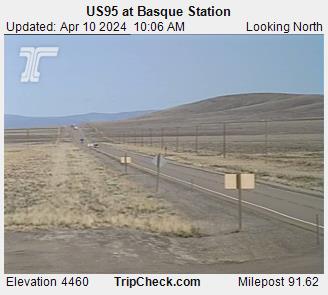 US95 at Basque Station
Updated: Apr 10 2024 10:06 AM Looking North
Elevation 4460 TripCheck.com Milepost 91.62